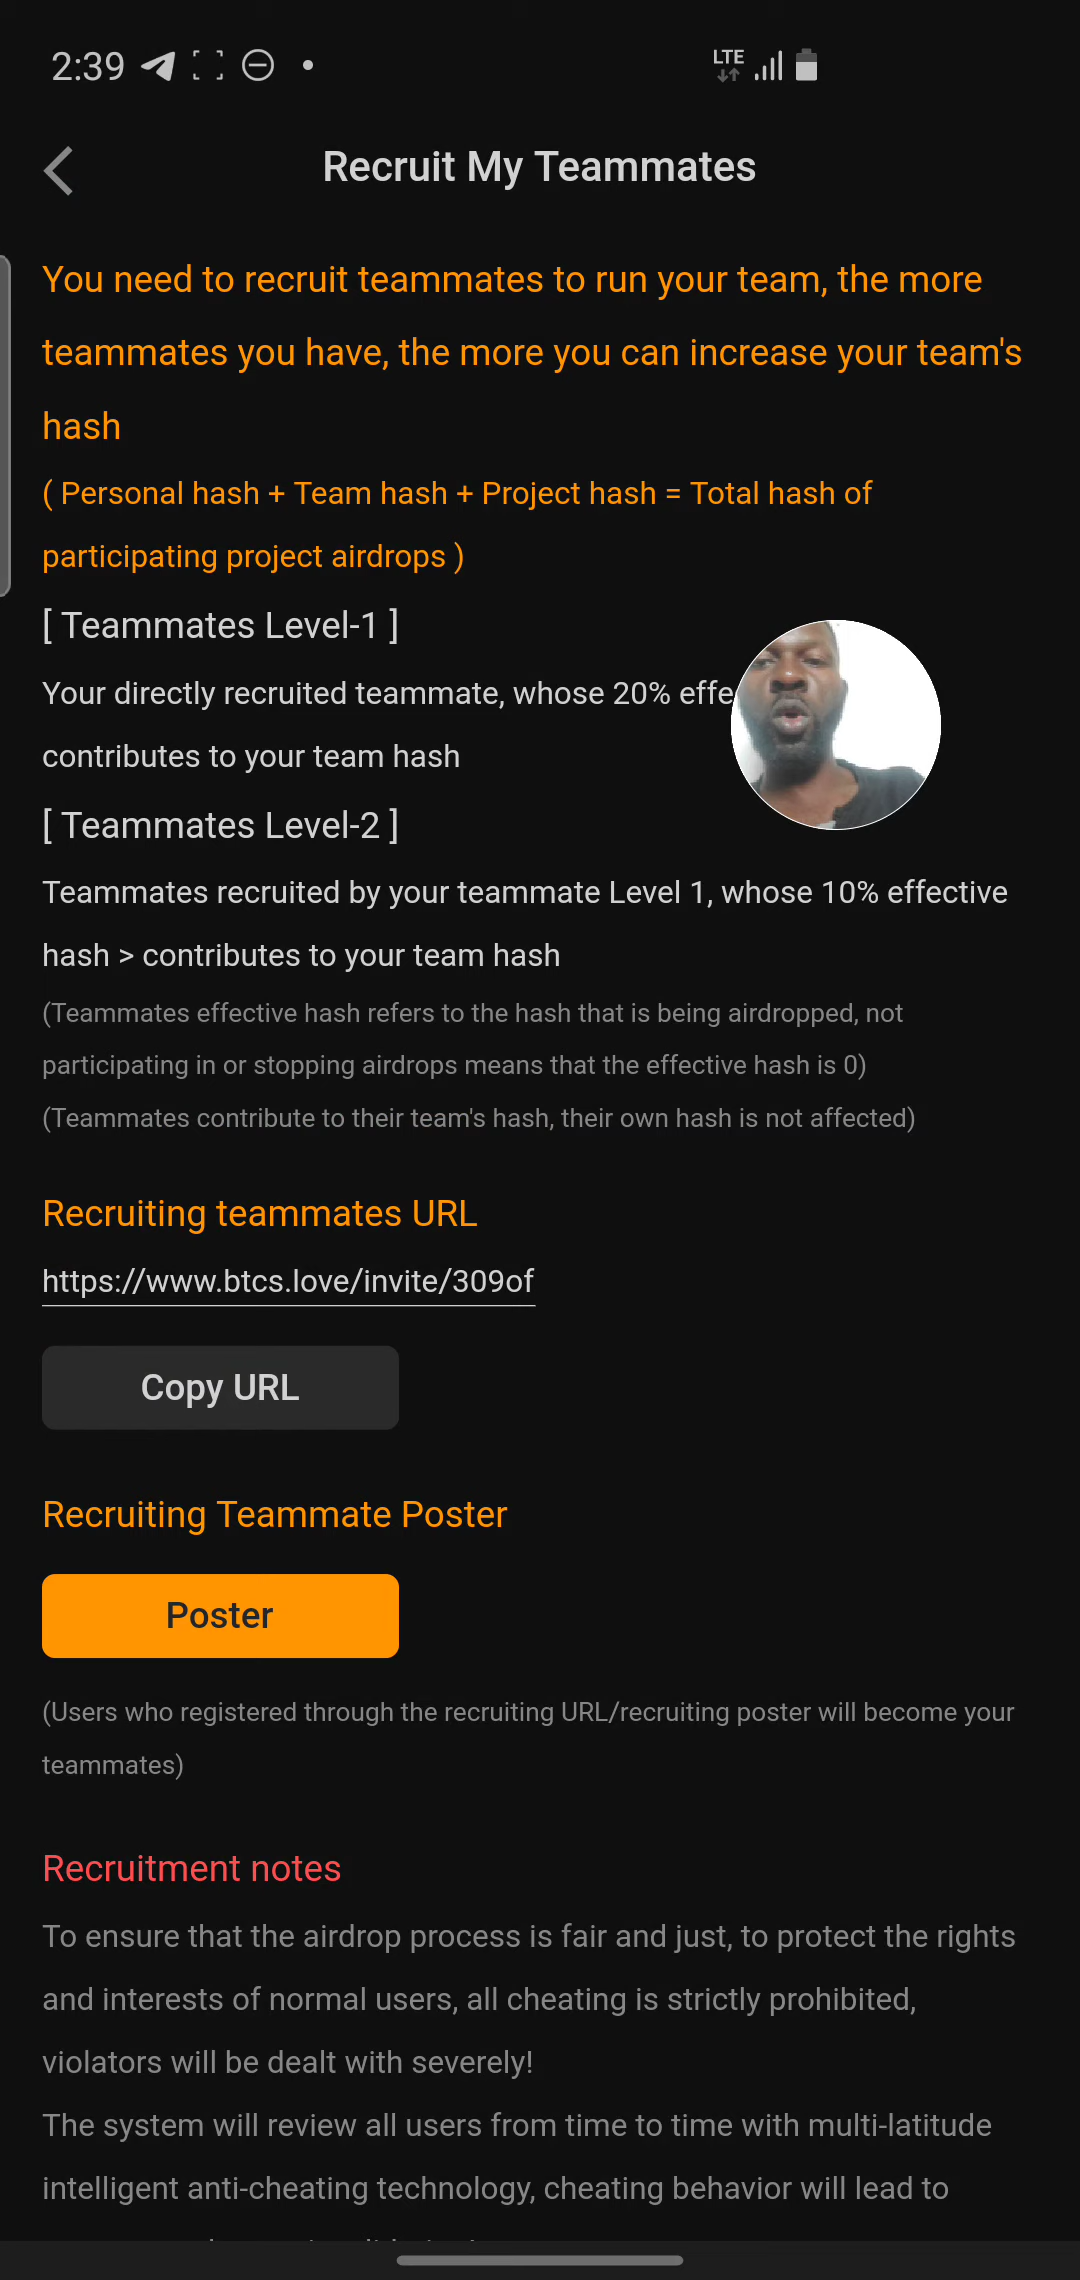 2:39
LTE
Recruit My Teammates
You need to recruit teammates to run your team, the more
teammates you have, the more you can increase your team's
hash
( Personal hash + Team hash + Project hash = Total hash of
participating project airdrops )
[ Teammates Level-1 ]
Your directly recruited teammate, whose 20%
contributes to your team hash
[ Teammates Level-2 ]
Teammates recruited by your teammate Level 1, whose 10% effective
hash > contributes to your team hash
(Teammates effective hash refers to the hash that is being airdropped, not
participating in or stopping airdrops means that the effective hash is 0)
(Teammates contribute to their team's hash, their own hash is not affected)
Recruiting teammates URL
https://www.btcs.love/invite/309of
Copy URL
Recruiting Teammate Poster
Poster
(Users who registered through the recruiting URL/recruiting poster will become your
teammates)
Recruitment notes
To ensure that the airdrop process is fair and just, to protect the rights
and interests of normal users, all cheating is strictly prohibited,
violators will be dealt with severely!
The system will review all users from time to time with multi-latitude
intelligent anti-cheating technology, cheating behavior will lead to